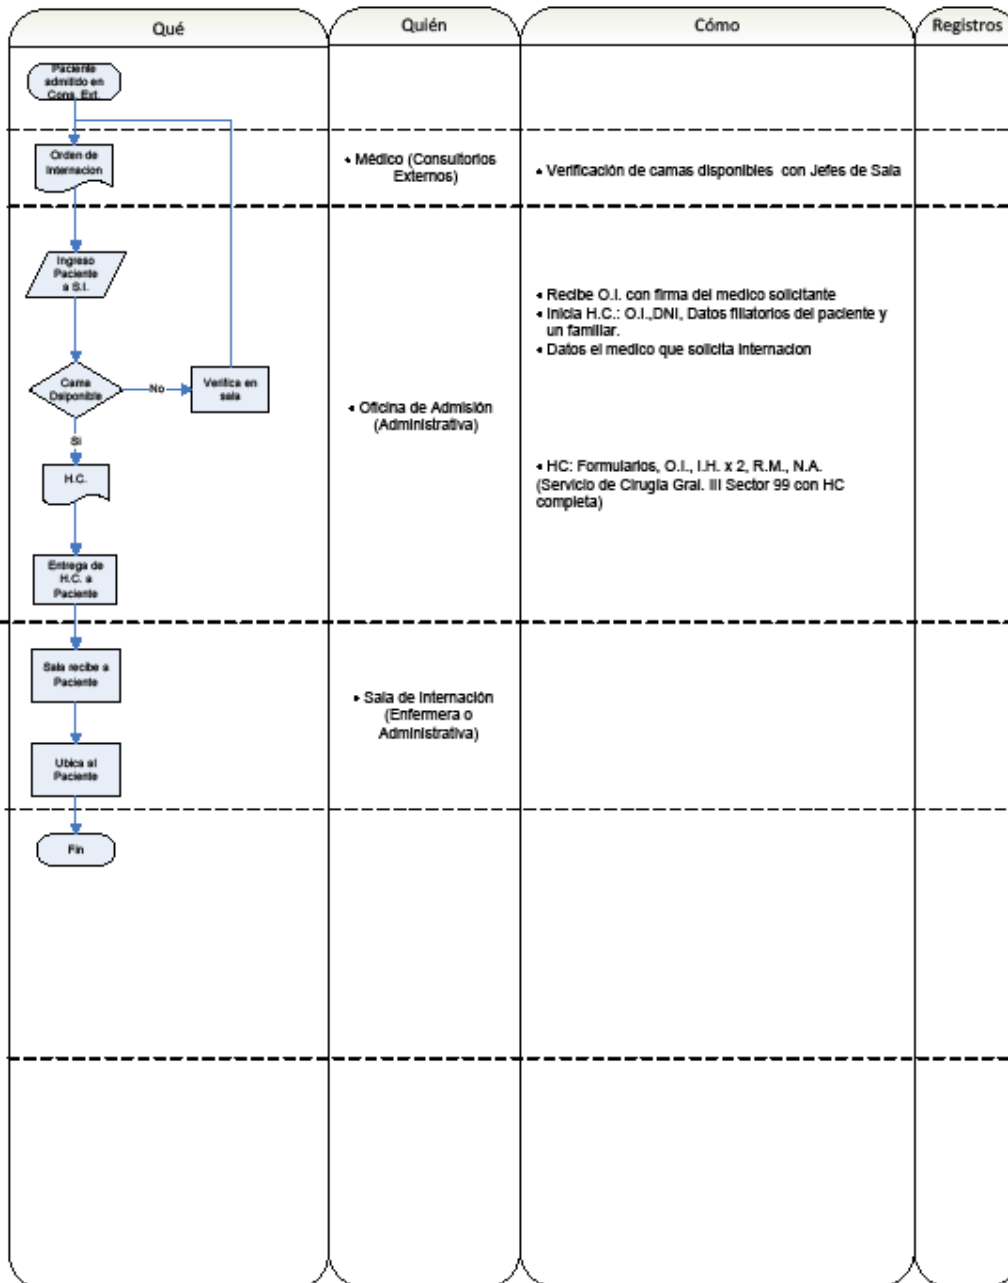 Qué
Quién
Cómo
Registros
Paciente
admitido en
Cons. Ext.
Orden de
Internacion
• Médico (Consultorios
Externos)
• Verificación de camas disponibles con Jefes de Sala
Ingreso
Paciente
a S.I.
• Recibe O.I. con firma del medico solicitante
• Inicia H.C.: O.I.,DNI, Datos filiatorios del paciente y
un familiar.
• Datos el medico que solicita Internacion
Cama
Dsiponible
No
Verifica en
sala
• Oficina de Admisión
(Administrativa)
Si
H.C.
• HC: Formularios, O.I., I.H. x 2, R.M., N.A.
(Servicio de Cirugía Gral. III Sector 99 con HC
completa)
Entrega de
H.C. a
Paciente
Sala recibe a
Paciente
• Sala de Internación
(Enfermera o
Administrativa)
Ubica al
Paciente
Fin